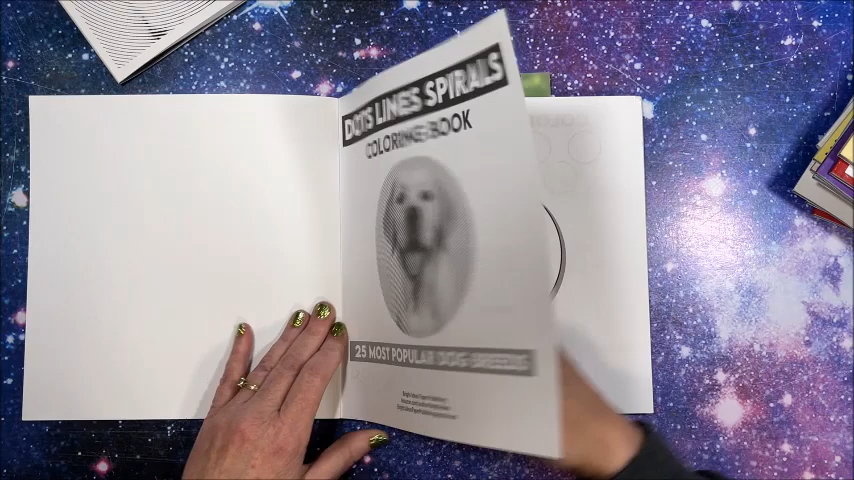 DOTS LINES SPIRALS
COLORING BOOK
25 MOST POPULAR DOG BREEDS